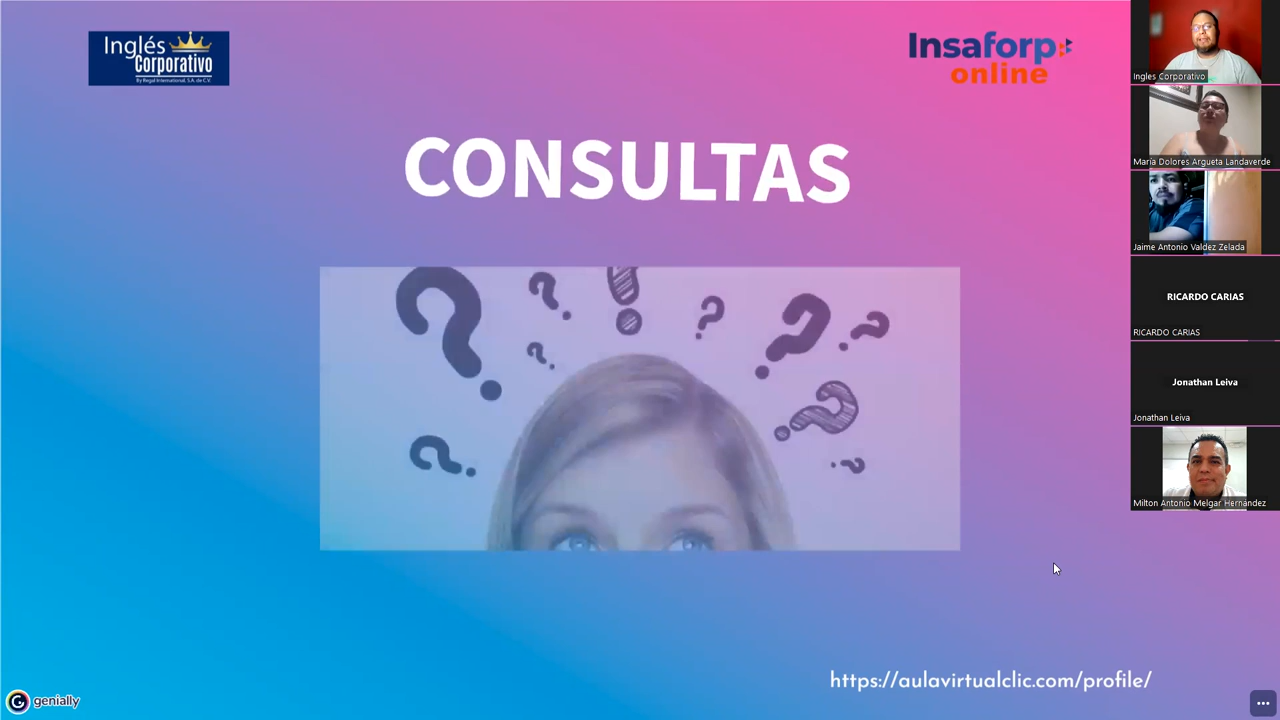 Inglés
Corporativo
By Regal International, S.A. de C.V.
Insaforp
online
CONSULTAS
https://aulavirtualclic.com/profile/
genially
Ingles Corporativo
María Dolores Argueta Landaverde
Jaime Antonio Valdez Zelada
RICARDO CARIAS
RICARDO CARIAS
Jonathan Leiva
Jonathan Leiva
Milton Antonio Melgar Hernández